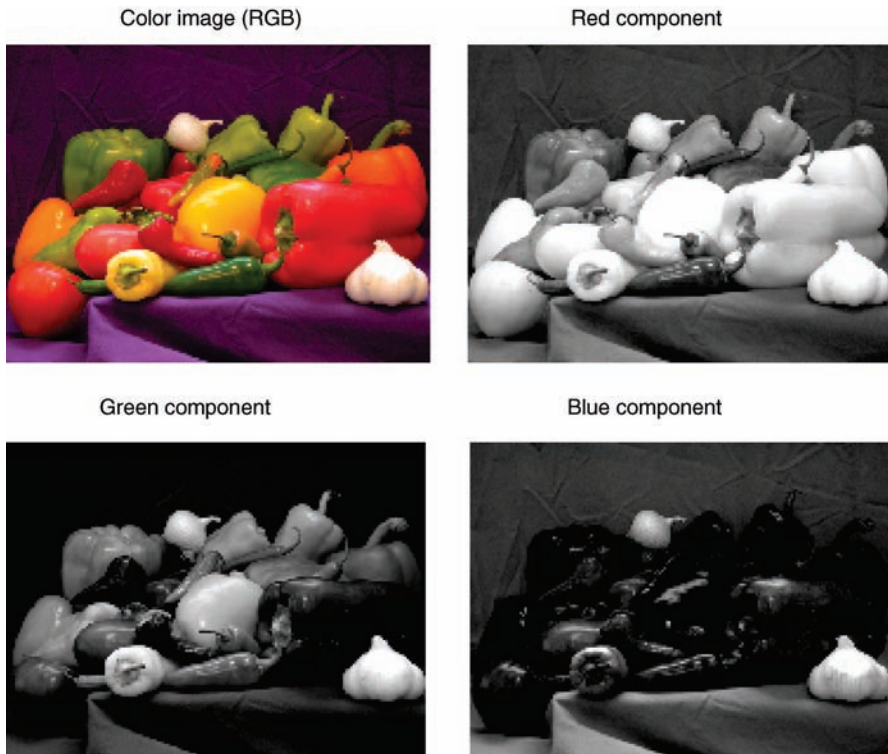 Color image (RGB)
Red component
Green component
Blue component